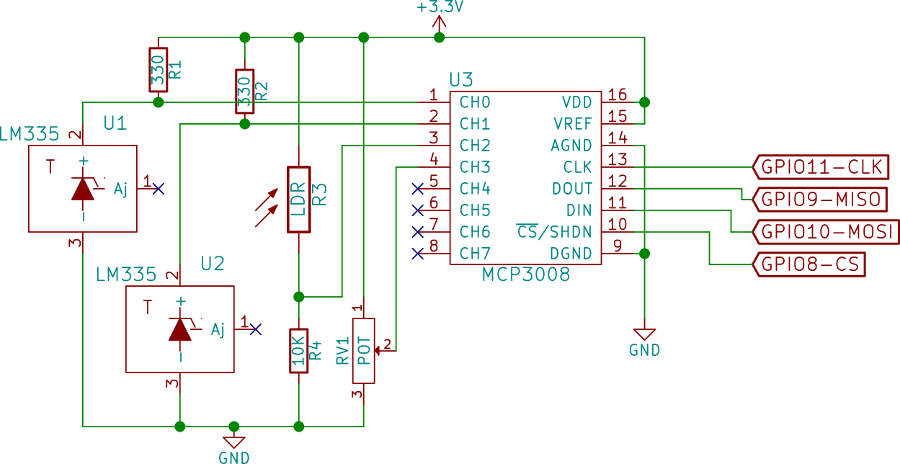 +3.3V
330
R1
330
R2
U3
1
CH0
VDD
16
2
CH1
VREF
15
3
CH2
AGND
14
4
CH3
CLK
13
GPIO11-CLK
5
CH4
DOUT
12
GPIO9-MISO
6
CH5
DIN
11
GPIO10-MOSI
7
CH6
CS/SHDN
10
8
CH7
DGND
9
GPIO8-CS
MCP3008
LM335
U1
2
T
+
Aj
1
3
LDR
R3
LM335
U2
2
T
+
Aj
1
3
10K
R4
1
RV1
POT
2
3
GND
GND